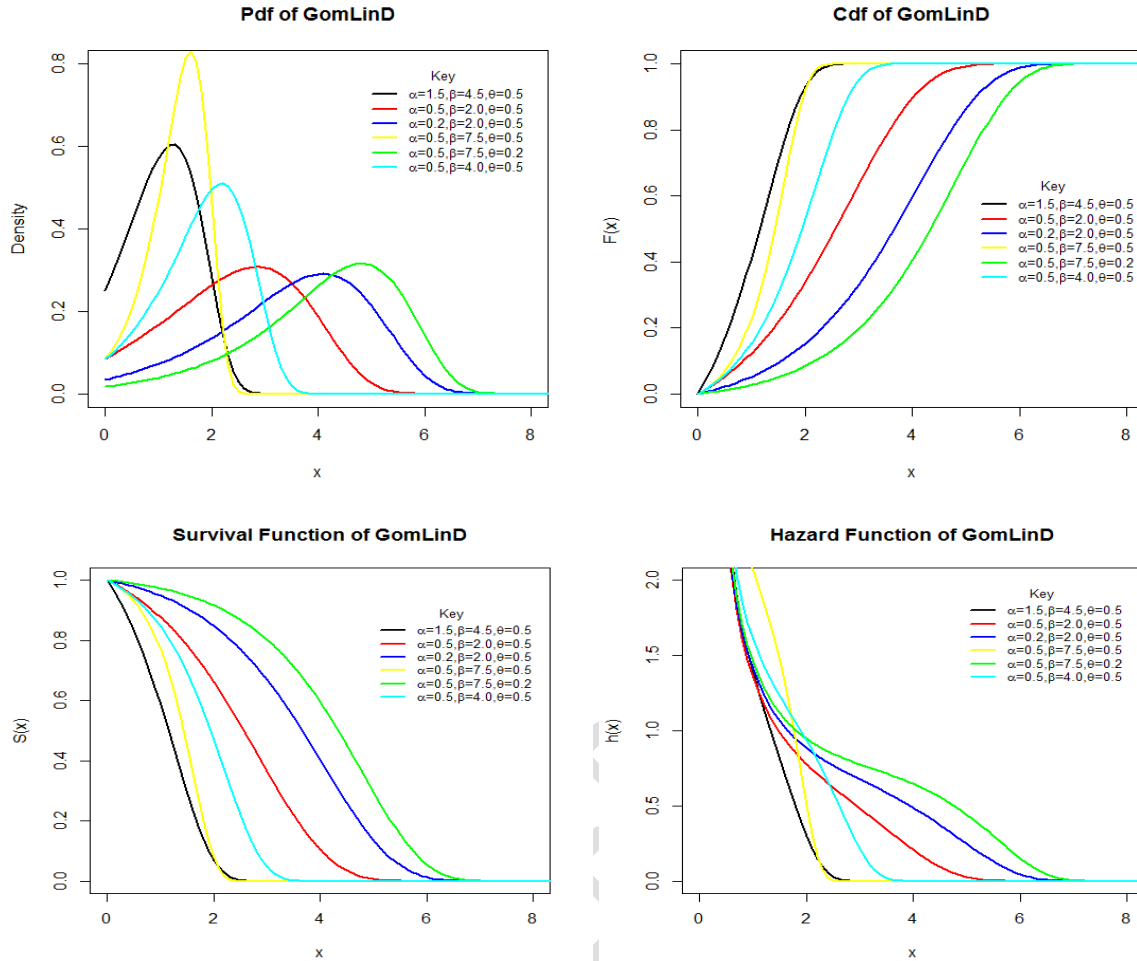 Pdf of GomLinD
Density
0.0
0.2
0.4
0.6
0.8
Key
α=1.5,β=4.5,θ=0.5
α=0.5,β=2.0,θ=0.5
α=0.2,β=2.0,θ=0.5
α=0.5,β=7.5,θ=0.5
α=0.5,β=7.5,θ=0.2
α=0.5,β=4.0,θ=0.5
0 2 4 6 8
x
Cdf of GomLinD
F(x)
0.0
0.2
0.4
0.6
0.8
1.0
Key
α=1.5,β=4.5,θ=0.5
α=0.5,β=2.0,θ=0.5
α=0.2,β=2.0,θ=0.5
α=0.5,β=7.5,θ=0.5
α=0.5,β=7.5,θ=0.2
α=0.5,β=4.0,θ=0.5
0 2 4 6 8
x
Survival Function of GomLinD
S(x)
0.0
0.2
0.4
0.6
0.8
1.0
Key
α=1.5,β=4.5,θ=0.5
α=0.5,β=2.0,θ=0.5
α=0.2,β=2.0,θ=0.5
α=0.5,β=7.5,θ=0.5
α=0.5,β=7.5,θ=0.2
α=0.5,β=4.0,θ=0.5
0 2 4 6 8
x
Hazard Function of GomLinD
h(x)
0.0
0.5
1.0
1.5
2.0
Key
α=1.5,β=4.5,θ=0.5
α=0.5,β=2.0,θ=0.5
α=0.2,β=2.0,θ=0.5
α=0.5,β=7.5,θ=0.5
α=0.5,β=7.5,θ=0.2
α=0.5,β=4.0,θ=0.5
0 2 4 6 8
x